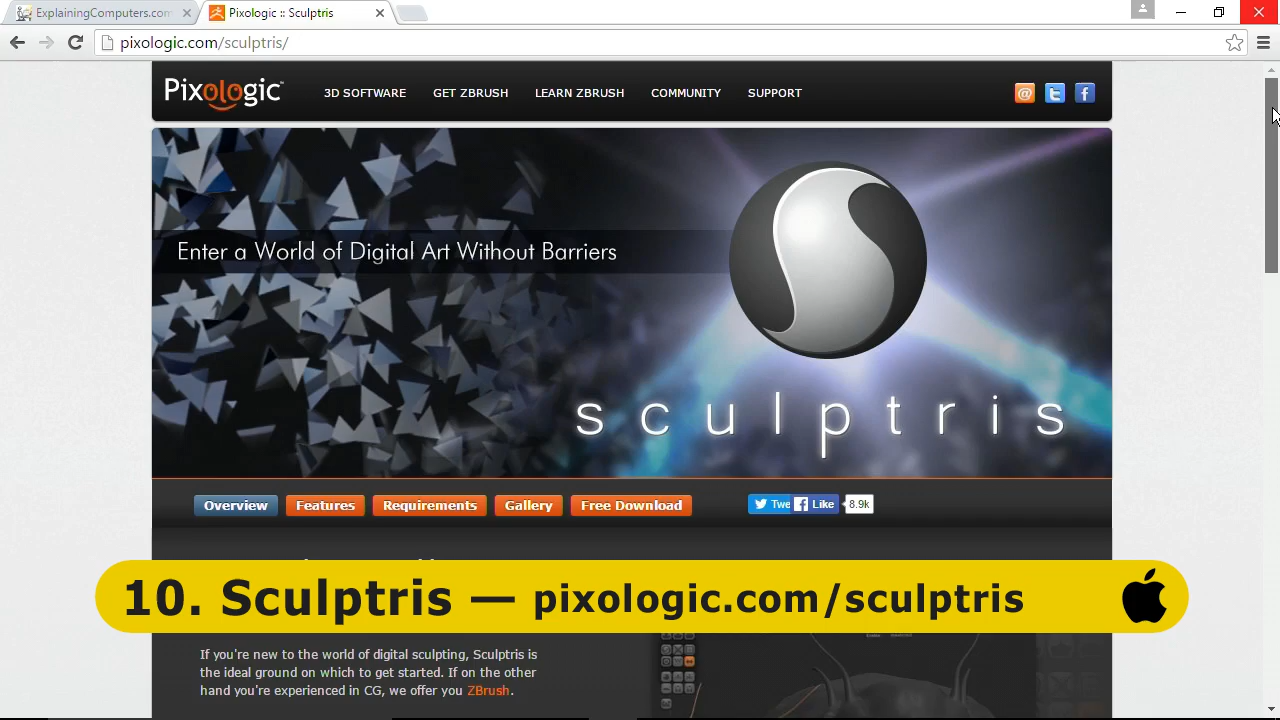 ExplainingComputers.com
Pixologic :: Sculptris
pixologic.com/sculptris/
Pixologic™
3D SOFTWARE
GET ZBRUSH
LEARN ZBRUSH
COMMUNITY
SUPPORT
Enter a World of Digital Art Without Barriers
sculptris
Overview
Features
Requirements
Gallery
Free Download
Twe
Like
8.9k
10. Sculptris — pixologic.com/sculptris
If you're new to the world of digital sculpting, Sculptris is
the ideal ground on which to get started. If on the other
hand you're experienced in CG, we offer you ZBrush.